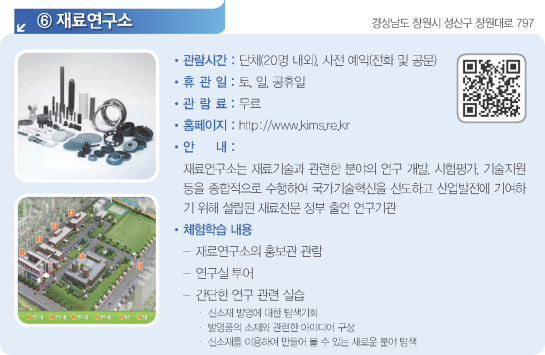 ⑥ 재료연구소
경상남도 창원시 성산구 창원대로 797
• 관람시간 : 단체(20명 내외), 사전 예약(전화 및 공문)
• 휴 관 일 : 토, 일, 공휴일
• 관 람 료 : 무료
• 홈페이지 : http://www.kims.re.kr
• 안 내 :
재료연구소는 재료기술과 관련한 분야의 연구 개발, 시험평가, 기술지원
등을 종합적으로 수행하여 국가기술혁신을 선도하고 산업발전에 기여하
기 위해 설립된 재료전문 정부 출연 연구기관
• 체험학습 내용
– 재료연구소의 홍보관 관람
– 연구실 투어
– 간단한 연구 관련 실습
· 신소재 발명에 대한 탐색기회
· 발명품의 소재와 관련한 아이디어 구상
· 신소재를 이용하여 만들어 볼 수 있는 새로운 분야 탐색